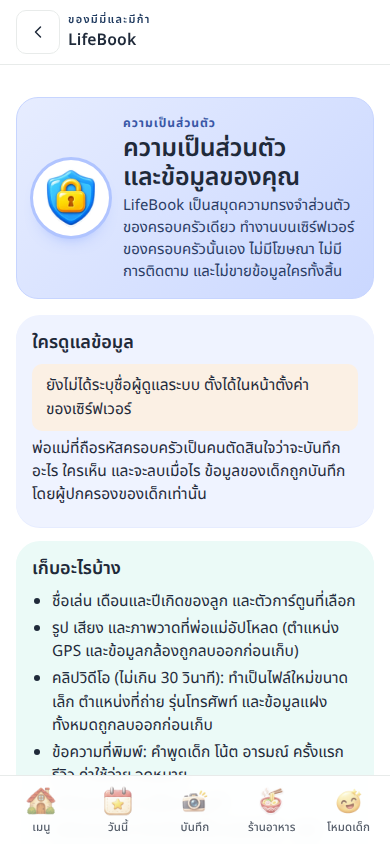 ของมีมี่และมีก้า
LifeBook
ความเป็นส่วนตัว
ความเป็นส่วนตัว
และข้อมูลของคุณ
LifeBook เป็นสมุดความทรงจำส่วนตัว
ของครอบครัวเดียว ทำงานบนเซิร์ฟเวอร์
ของครอบครัวนั้นเอง ไม่มีโฆษณา ไม่มี
การติดตาม และไม่ขายข้อมูลใครทั้งสิ้น
ใครดูแลข้อมูล
ยังไม่ได้ระบุชื่อผู้ดูแลระบบ ตั้งได้ในหน้าตั้งค่า
ของเซิร์ฟเวอร์
พ่อแม่ที่ถือรหัสครอบครัวเป็นคนตัดสินใจว่าจะบันทึก
อะไร ใครเห็น และจะลบเมื่อไร ข้อมูลของเด็กถูกบันทึก
โดยผู้ปกครองของเด็กเท่านั้น
เก็บอะไรบ้าง
ชื่อเล่น เดือนและปีเกิดของลูก และตัวการ์ตูนที่เลือก
รูป เสียง และภาพวาดที่พ่อแม่อัปโหลด (ตำแหน่ง
GPS และข้อมูลกล้องถูกลบออกก่อนเก็บ)
คลิปวิดีโอ (ไม่เกิน 30 วินาที): ทำเป็นไฟล์ใหม่ขนาด
เล็ก ตำแหน่งที่ถ่าย รุ่นโทรศัพท์ และข้อมูลแฝง
ทั้งหมดถูกลบออกก่อนเก็บ
ข้อความที่พิมพ์: คำพูดเด็ก โน้ต อารมณ์ ครั้งแรก
รีวิว ค่าใช้จ่าย จดหมาย
เมนู
วันนี้
บันทึก
ร้านอาหาร
โหมดเด็ก